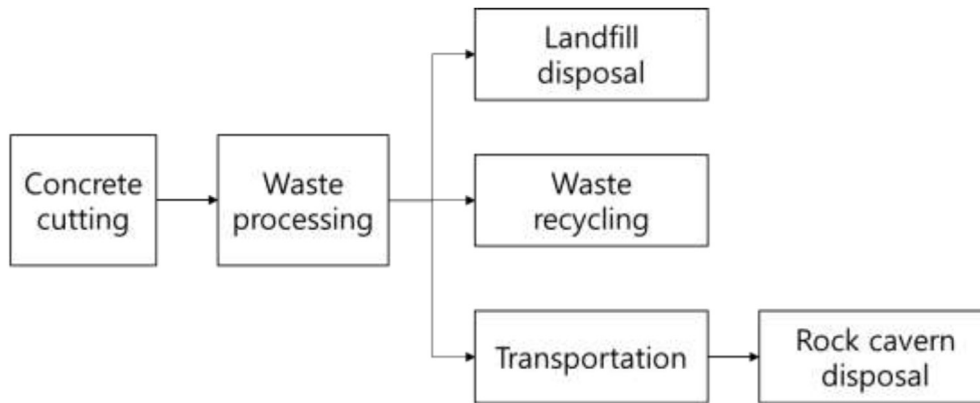 Landfill
disposal
Concrete
cutting
Waste
processing
Waste
recycling
Transportation
Rock cavern
disposal